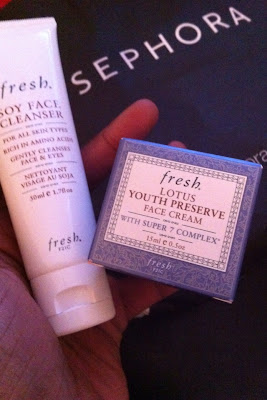 SEPHORA
fresh.
SOY FACE
CLEANSER
FOR ALL SKIN TYPES
RICH IN AMINO ACIDS
GENTLY CLEANSES
FACE & EYES
NETTOYANT
VISAGE AU SOJA
50ml e 1.7oz
fresh.
fresh.
LOTUS
YOUTH PRESERVE
FACE CREAM
WITH SUPER 7 COMPLEX
15ml e 0.5oz
fresh.